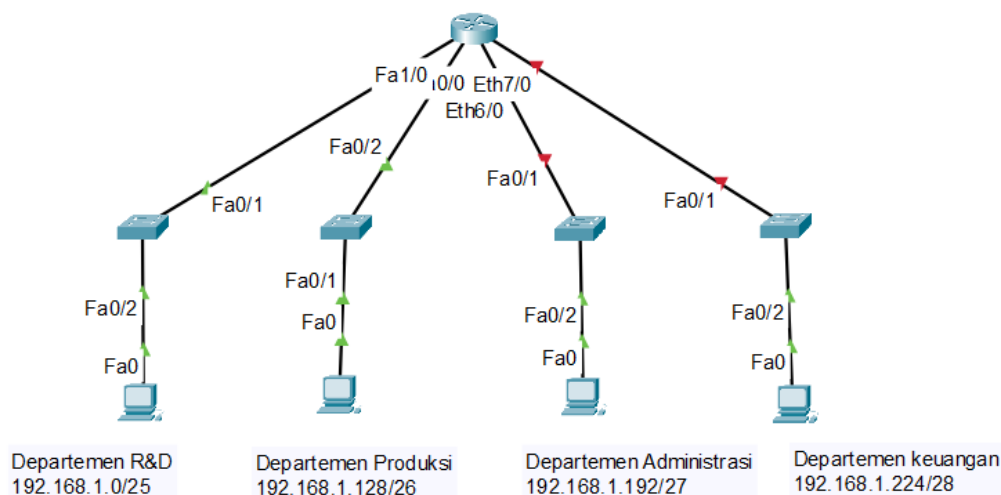 Fa1/0
0/0
Eth7/0
Eth6/0
Fa0/2
Fa0/1
Fa0/1
Fa0/1
Fa0/2
Fa0
Fa0/1
Fa0
Fa0/2
Fa0
Fa0/2
Fa0
Departemen R&D
192.168.1.0/25
Departemen Produksi
192.168.1.128/26
Departemen Administrasi
192.168.1.192/27
Departemen keuangan
192.168.1.224/28